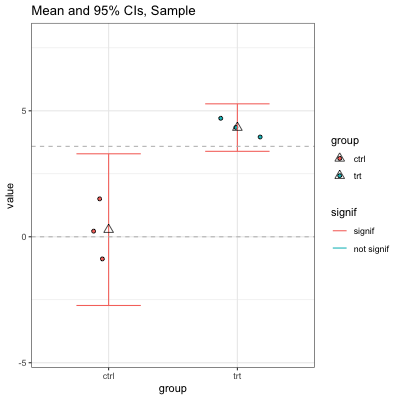 Mean and 95% CIs, Sample
value
5
0
-5
ctrl
trt
group
group
ctrl
trt
signif
signif
not signif